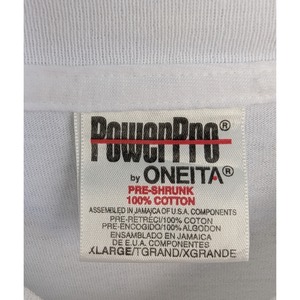 PowerPro®
by ONEITA®
PRE-SHRUNK
100% COTTON
ASSEMBLED IN JAMAICA OF U.S.A. COMPONENTS
PRE-RETRECI/100% COTON
PRE-ENCOGIDO/100% ALGODON
ENSAMBLADO EN JAMAICA
DE E.U.A. COMPONENTES
XLARGE/TGRAND/XGRANDE